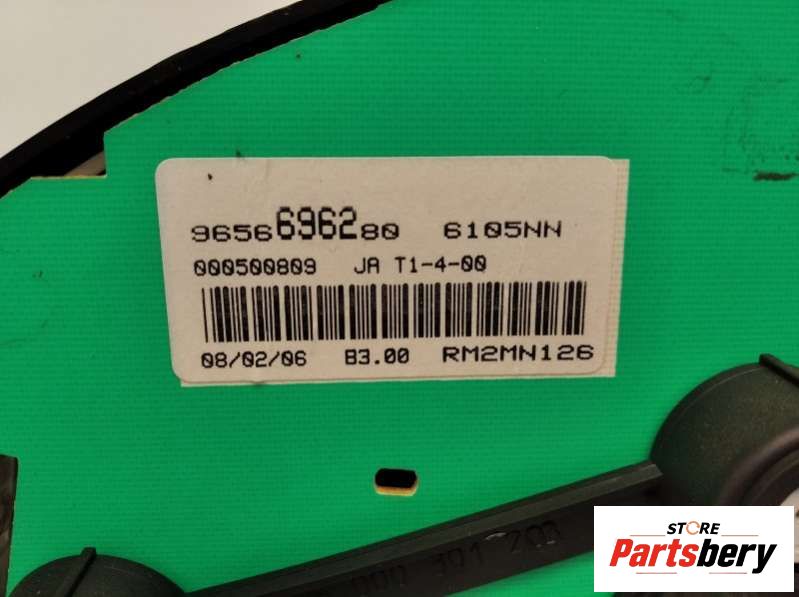 9656696280 6105NN
000500809 JA T1-4-00
08/02/06 B3.00 RM2MN126
STORE
Partsbery